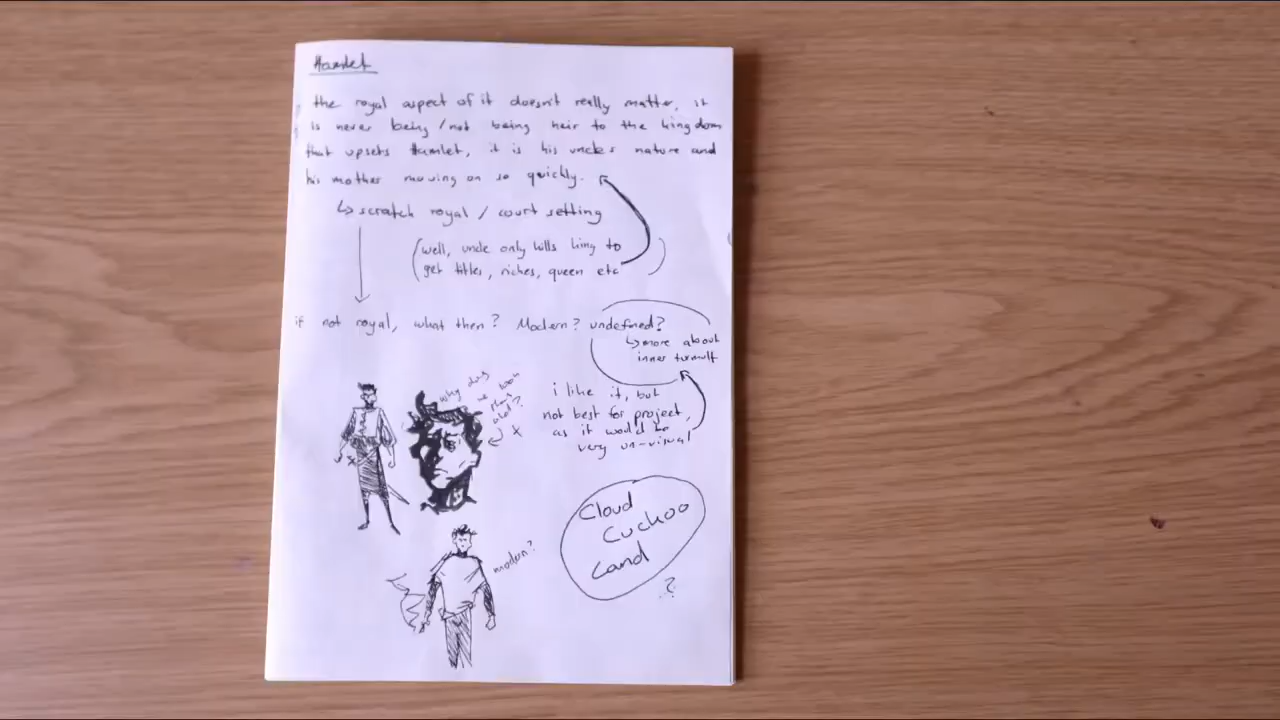 Hamlet
the royal aspect of it doesn't really matter, it
is never being/not being heir to the kingdom
that upsets Hamlet, it is his uncles nature and
his mother moving on so quickly.
↳ scratch royal / court setting
(well, uncle only kills king to
get titles, riches, queen etc)
if not royal, what then? Modern? undefined?
↳ more about
inner turmult
i like it, but
not best for project,
as it would be
very un-visual
why does
he look
like
that?
x
modern?
Cloud
Cuckoo
Land
?